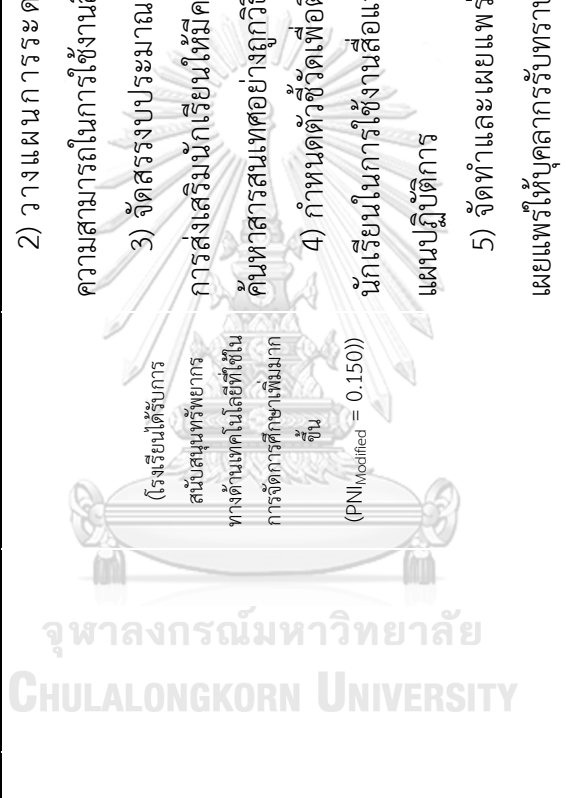 2) วางแผนการระด
ความสามารถในการใช้งานสื
3) จัดสรรงบประมาณ
การส่งเสริมนักเรียนให้มีค
ค้นหาสารสนเทศอย่างถูกวิธี
4) กำหนดตัวชี้วัดเพื่อต
นักเรียนในการใช้งานสื่อแ
แผนปฏิบัติการ
5) จัดทำและเผยแพร่
เผยแพร่ให้บุคลากรรับทราบ
(โรงเรียนได้รับการ
สนับสนุนทรัพยากร
ทางด้านเทคโนโลยีที่ใช้ใน
การจัดการศึกษาเพิ่มมาก
ขึ้น
(PNI Modified = 0.150))
จุฬาลงกรณ์มหาวิทยาลัย
CHULALONGKORN UNIVERSITY